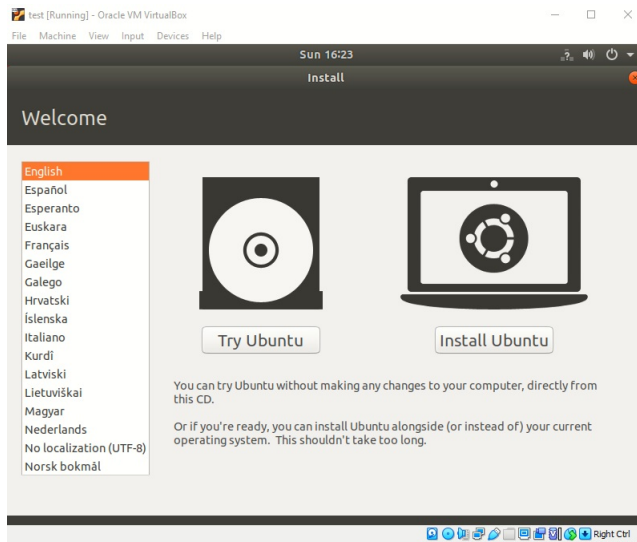 test [Running] - Oracle VM VirtualBox
File Machine View Input Devices Help
Sun 16:23
Install
Welcome
English
Español
Esperanto
Euskara
Français
Gaeilge
Galego
Hrvatski
Íslenska
Italiano
Kurdî
Latviski
Lietuviškai
Magyar
Nederlands
No localization (UTF-8)
Norsk bokmål
Try Ubuntu
Install Ubuntu
You can try Ubuntu without making any changes to your computer, directly from
this CD.
Or if you're ready, you can install Ubuntu alongside (or instead of) your current
operating system. This shouldn't take too long.
Right Ctrl